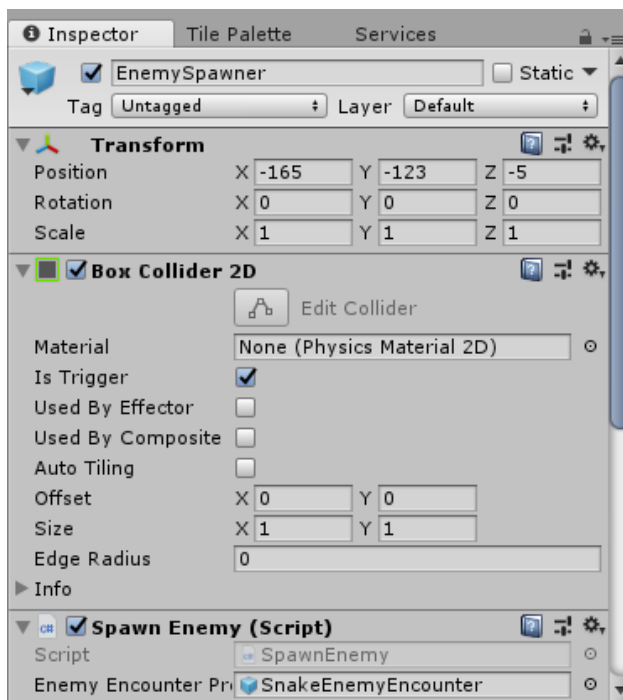 Inspector Tile Palette Services
EnemySpawner Static
Tag Untagged Layer Default
Transform
Position X -165 Y -123 Z -5
Rotation X 0 Y 0 Z 0
Scale X 1 Y 1 Z 1
Box Collider 2D
Edit Collider
Material None (Physics Material 2D)
Is Trigger
Used By Effector
Used By Composite
Auto Tiling
Offset X 0 Y 0
Size X 1 Y 1
Edge Radius 0
Info
C# Spawn Enemy (Script)
Script SpawnEnemy
Enemy Encounter Pr SnakeEnemyEncounter